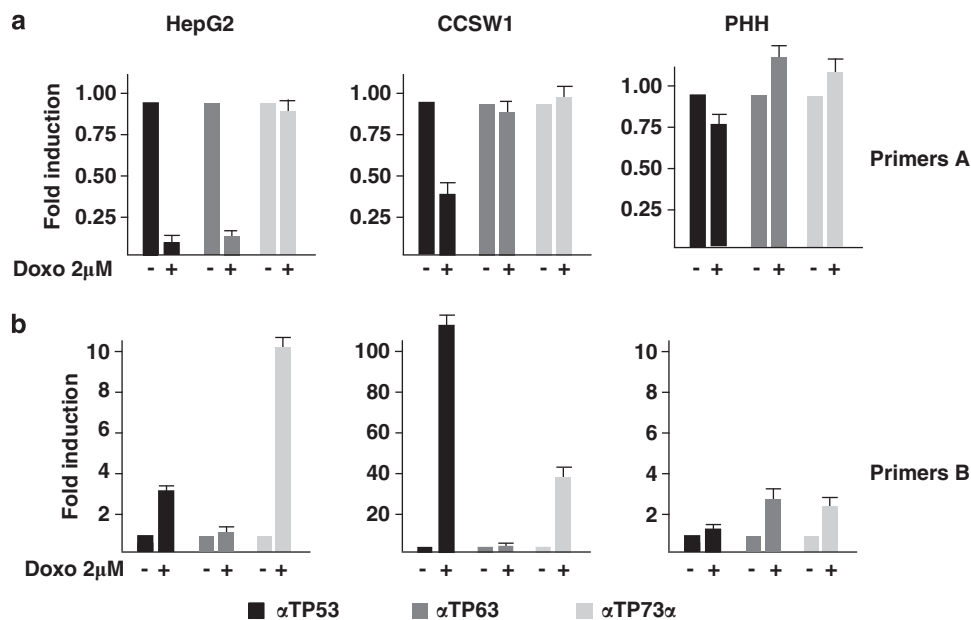 a
HepG2 CCSW1 PHH
Fold induction
1.00
0.75
0.50
0.25
1.00
0.75
0.50
0.25
1.00
0.75
0.50
0.25
Primers A
Doxo 2μM - + - + - + - + - + - + - + - + - +
b
Fold induction
10
8
6
4
2
100
80
60
40
20
10
8
6
4
2
Primers B
Doxo 2μM - + - + - + - + - + - + - + - + - +
αTP53 αTP63 αTP73α